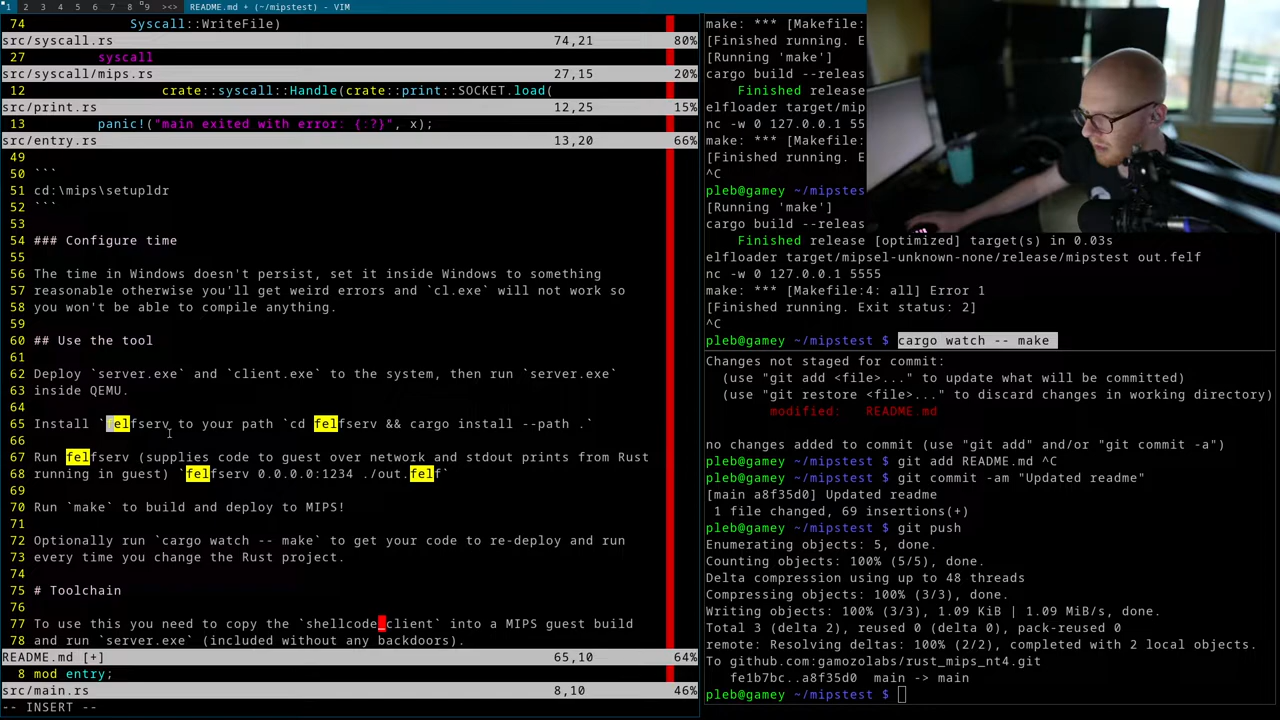 1 2 3 4 5 6 7 8 9 ><> README.md + (~/mipstest) - VIM
74 Syscall::WriteFile)
src/syscall.rs 74,21 80%
27 syscall
src/syscall/mips.rs 27,15 20%
12 crate::syscall::Handle(crate::print::SOCKET.load(
src/print.rs 12,25 15%
13 panic!("main exited with error: {:?}", x);
src/entry.rs 13,20 66%
49
50 ```
51 cd:\mips\setupldr
52 ```
53
54 ### Configure time
55
56 The time in Windows doesn't persist, set it inside Windows to something
57 reasonable otherwise you'll get weird errors and `cl.exe` will not work so
58 you won't be able to compile anything.
59
60 ## Use the tool
61
62 Deploy `server.exe` and `client.exe` to the system, then run `server.exe`
63 inside QEMU.
64
65 Install `felfserv to your path `cd felfserv && cargo install --path .`
66
67 Run felfserv (supplies code to guest over network and stdout prints from Rust
68 running in guest) `felfserv 0.0.0.0:1234 ./out.felf`
69
70 Run `make` to build and deploy to MIPS!
71
72 Optionally run `cargo watch -- make` to get your code to re-deploy and run
73 every time you change the Rust project.
74
75 # Toolchain
76
77 To use this you need to copy the `shellcode_client` into a MIPS guest build
78 and run `server.exe` (included without any backdoors).
README.md [+] 65,10 64%
8 mod entry;
src/main.rs 8,10 46%
-- INSERT --
make: *** [Makefile:
[Finished running. E
[Running 'make']
cargo build --releas
Finished release
elfloader target/mip
nc -w 0 127.0.0.1 55
make: *** [Makefile:
[Finished running. E
^C
pleb@gamey ~/mipstes
[Running 'make']
cargo build --releas
Finished release [optimized] target(s) in 0.03s
elfloader target/mipsel-unknown-none/release/mipstest out.felf
nc -w 0 127.0.0.1 5555
make: *** [Makefile:4: all] Error 1
[Finished running. Exit status: 2]
^C
pleb@gamey ~/mipstest $ cargo watch -- make
Changes not staged for commit:
(use "git add <file>..." to update what will be committed)
(use "git restore <file>..." to discard changes in working directory)
modified: README.md
no changes added to commit (use "git add" and/or "git commit -a")
pleb@gamey ~/mipstest $ git add README.md ^C
pleb@gamey ~/mipstest $ git commit -am "Updated readme"
[main a8f35d0] Updated readme
1 file changed, 69 insertions(+)
pleb@gamey ~/mipstest $ git push
Enumerating objects: 5, done.
Counting objects: 100% (5/5), done.
Delta compression using up to 48 threads
Compressing objects: 100% (3/3), done.
Writing objects: 100% (3/3), 1.09 KiB | 1.09 MiB/s, done.
Total 3 (delta 2), reused 0 (delta 0), pack-reused 0
remote: Resolving deltas: 100% (2/2), completed with 2 local objects.
To github.com:gamozolabs/rust_mips_nt4.git
fe1b7bc..a8f35d0 main -> main
pleb@gamey ~/mipstest $